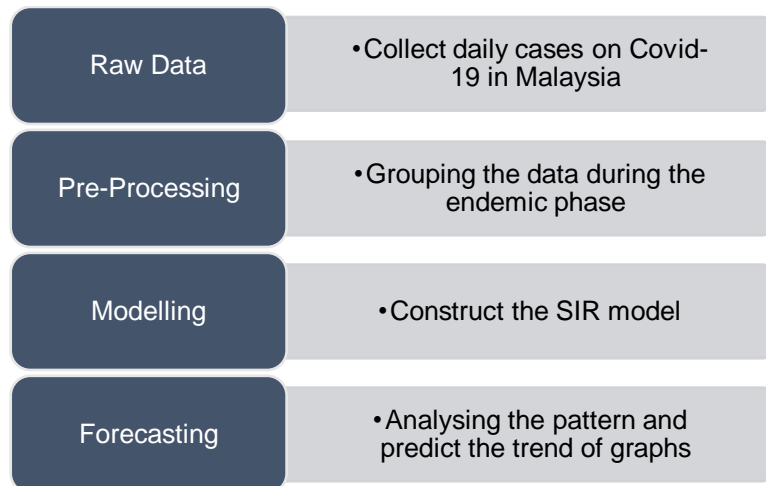 Raw Data
•Collect daily cases on Covid-
19 in Malaysia
Pre-Processing
•Grouping the data during the
endemic phase
Modelling
•Construct the SIR model
Forecasting
•Analysing the pattern and
predict the trend of graphs